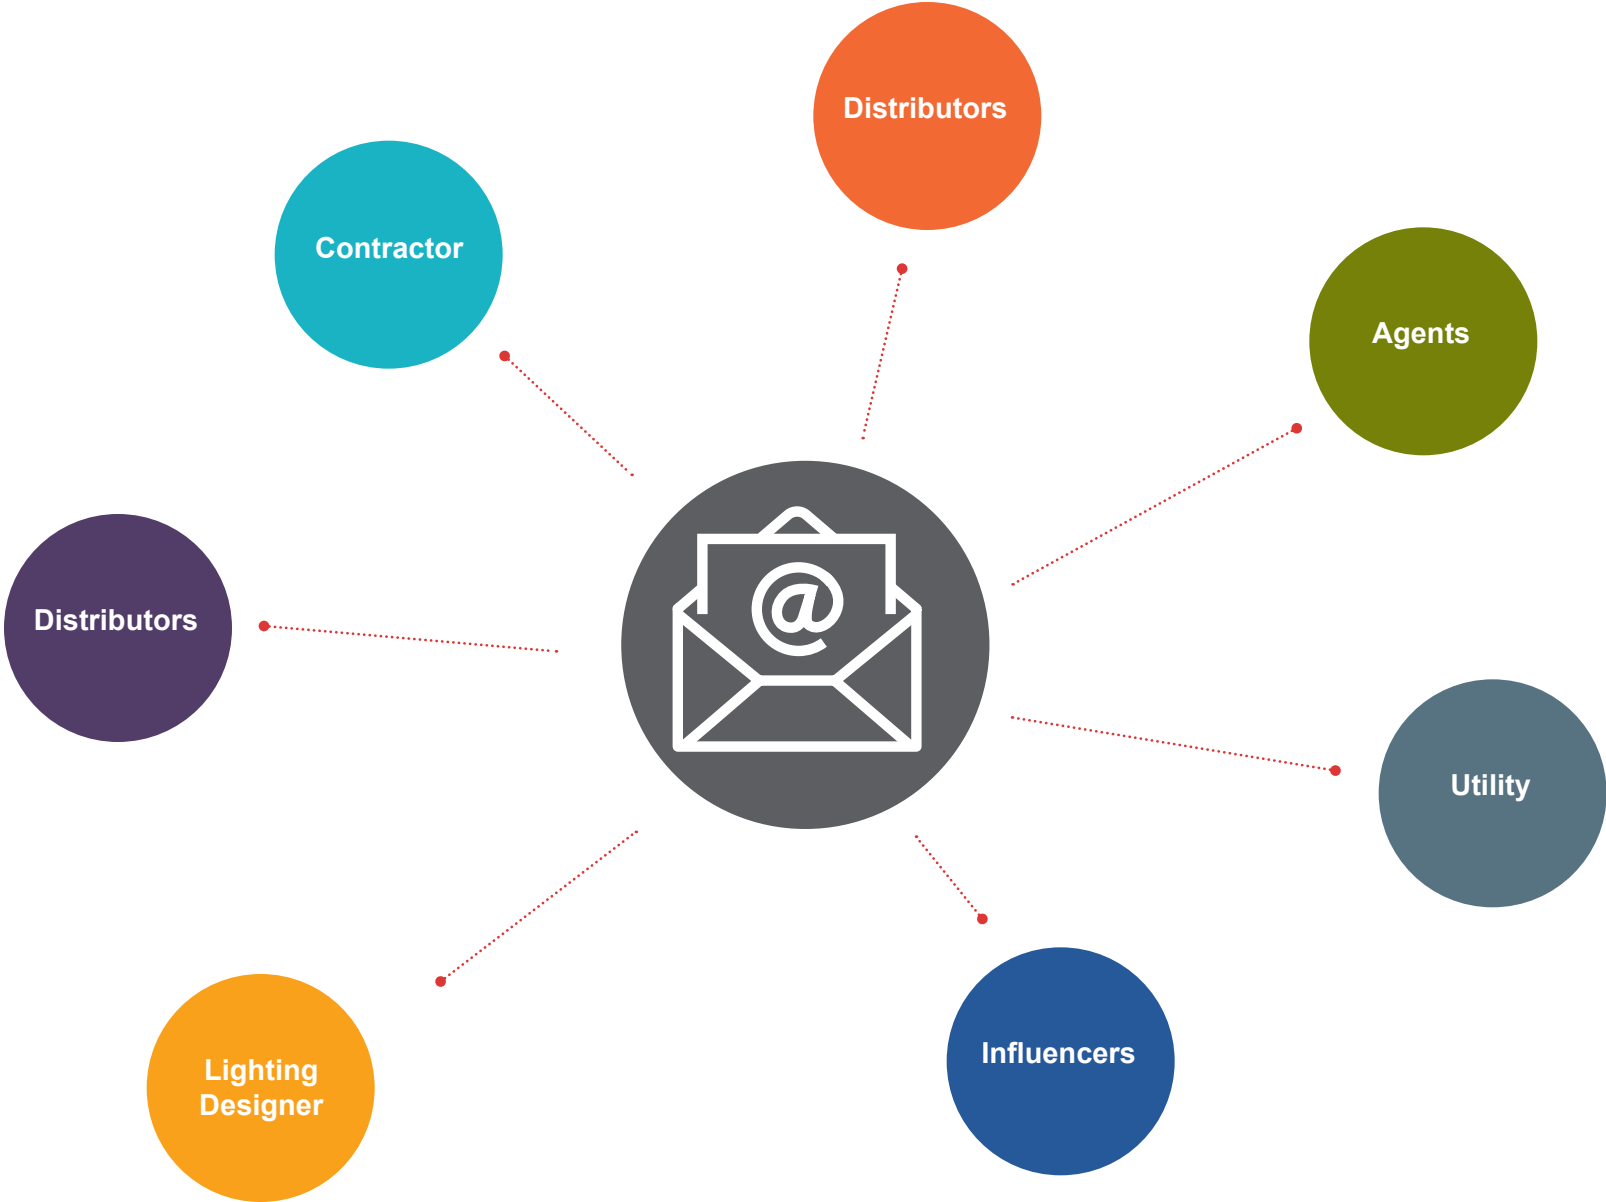 Distributors
Contractor
Agents
@
Distributors
Utility
Influencers
Lighting
Designer